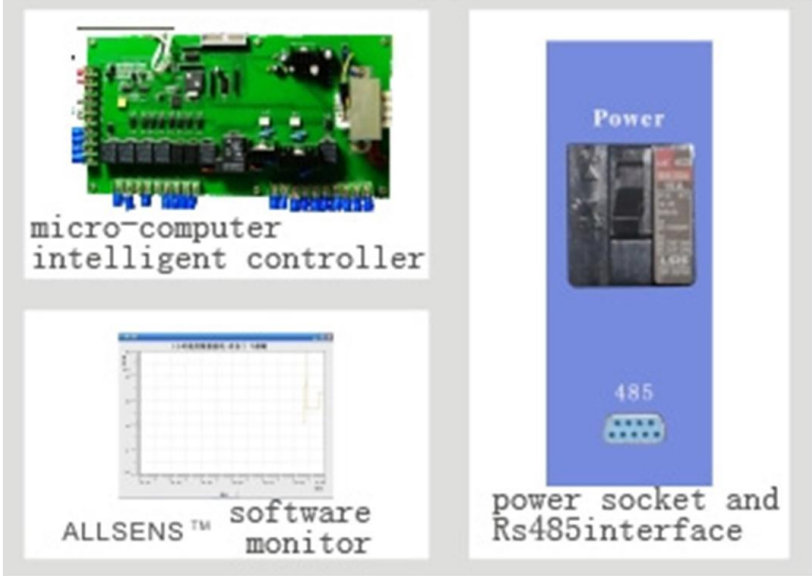 micro-computer
intelligent controller
ALLSENS™ software
monitor
Power
485
power socket and
Rs485interface